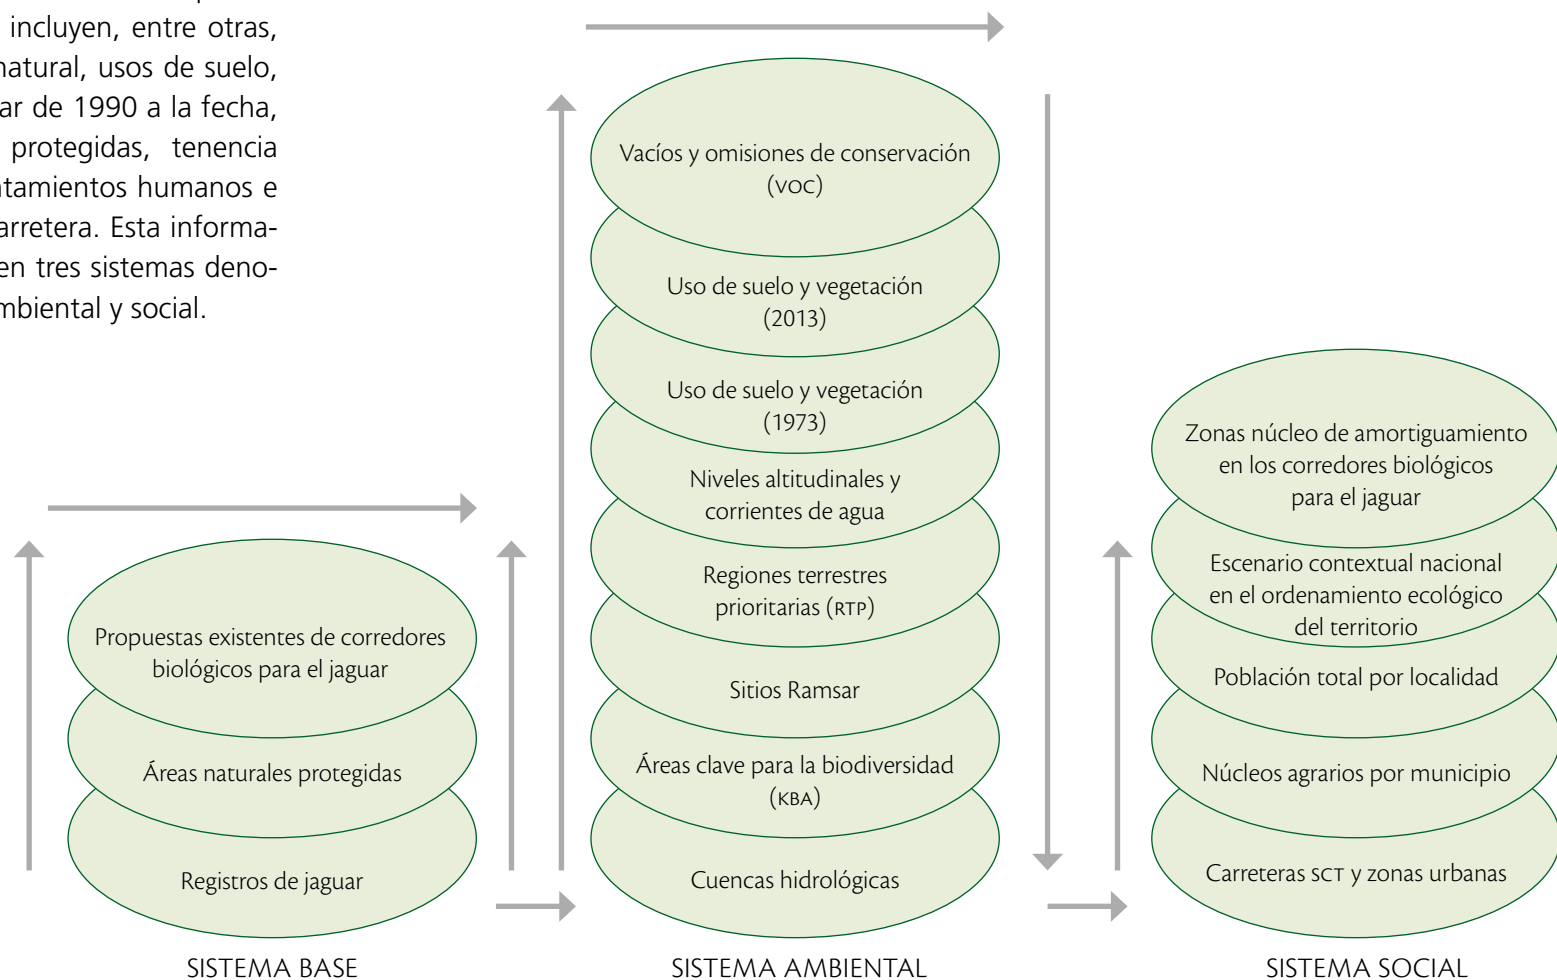 incluyen, entre otras,
natural, usos de suelo,
ar de 1990 a la fecha,
protegidas, tenencia
ntamientos humanos e
arretera. Esta informa-
en tres sistemas deno-
mbiental y social.
Propuestas existentes de corredores
biológicos para el jaguar
Áreas naturales protegidas
Registros de jaguar
SISTEMA BASE
Vacíos y omisiones de conservación
(VOC)
Uso de suelo y vegetación
(2013)
Uso de suelo y vegetación
(1973)
Niveles altitudinales y
corrientes de agua
Regiones terrestres
prioritarias (RTP)
Sitios Ramsar
Áreas clave para la biodiversidad
(KBA)
Cuencas hidrológicas
SISTEMA AMBIENTAL
Zonas núcleo de amortiguamiento
en los corredores biológicos
para el jaguar
Escenario contextual nacional
en el ordenamiento ecológico
del territorio
Población total por localidad
Núcleos agrarios por municipio
Carreteras SCT y zonas urbanas
SISTEMA SOCIAL